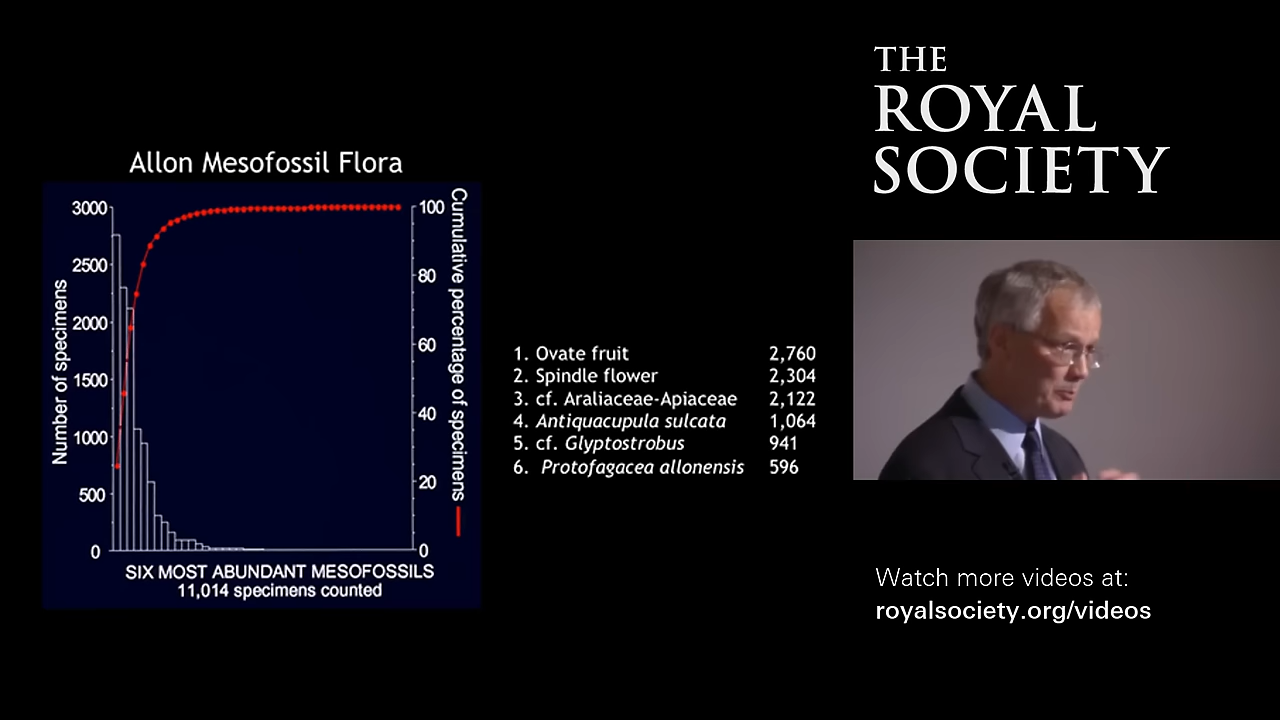 THE
ROYAL
SOCIETY
Allon Mesofossil Flora
3000
2500
2000
1500
1000
500
0
Number of specimens
100
80
60
40
20
0
Cumulative percentage of specimens
SIX MOST ABUNDANT MESOFOSSILS
11,014 specimens counted
1. Ovate fruit 2,760
2. Spindle flower 2,304
3. cf. Araliaceae-Apiaceae 2,122
4. Antiquacupula sulcata 1,064
5. cf. Glyptostrobus 941
6. Protofagacea allonensis 596
Watch more videos at:
royalsociety.org/videos